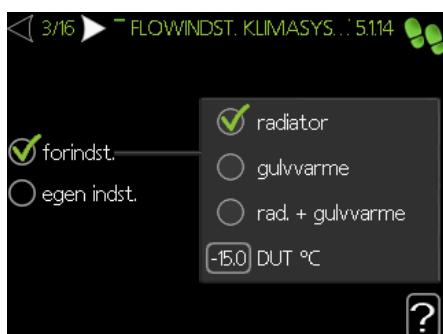 3/16 FLOWINDST. KLIMASYS...: 5.1.14
forindst.
egen indst.
radiator
gulvvarme
rad. + gulvvarme
-15.0 DUT °C
?